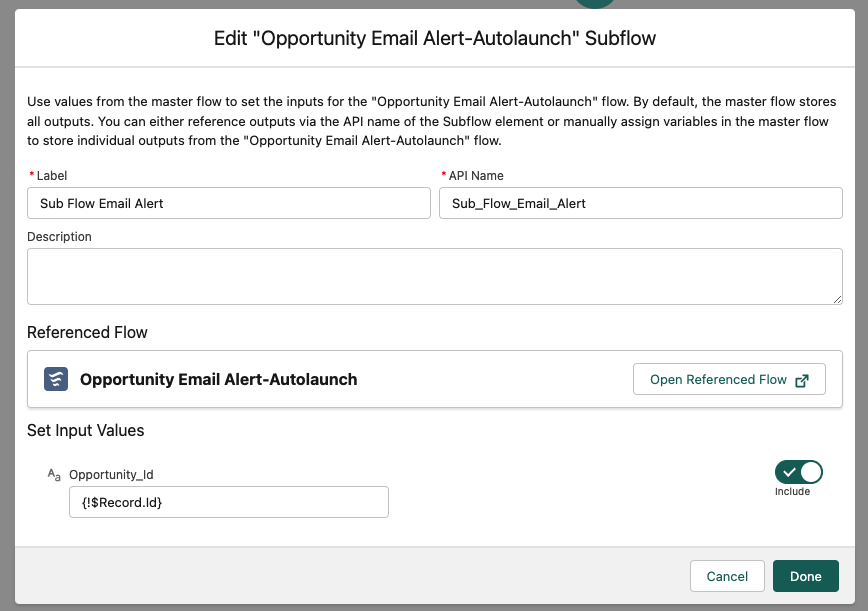 Edit "Opportunity Email Alert-Autolaunch" Subflow
Use values from the master flow to set the inputs for the "Opportunity Email Alert-Autolaunch" flow. By default, the master flow stores
all outputs. You can either reference outputs via the API name of the Subflow element or manually assign variables in the master flow
to store individual outputs from the "Opportunity Email Alert-Autolaunch" flow.
* Label
* API Name
Sub Flow Email Alert
Sub_Flow_Email_Alert
Description
Referenced Flow
Opportunity Email Alert-Autolaunch
Open Referenced Flow
Set Input Values
Aa Opportunity_Id
{!$Record.Id}
Include
Cancel
Done